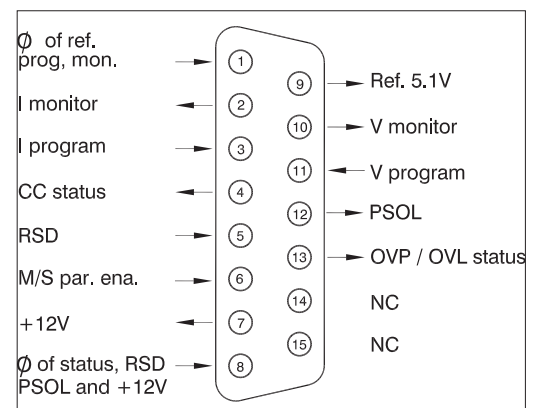 Ø of ref.
prog, mon.
I monitor
I program
CC status
RSD
M/S par. ena.
+12V
Ø of status, RSD
PSOL and +12V
1
2
3
4
5
6
7
8
9
10
11
12
13
14
15
Ref. 5.1V
V monitor
V program
PSOL
OVP / OVL status
NC
NC